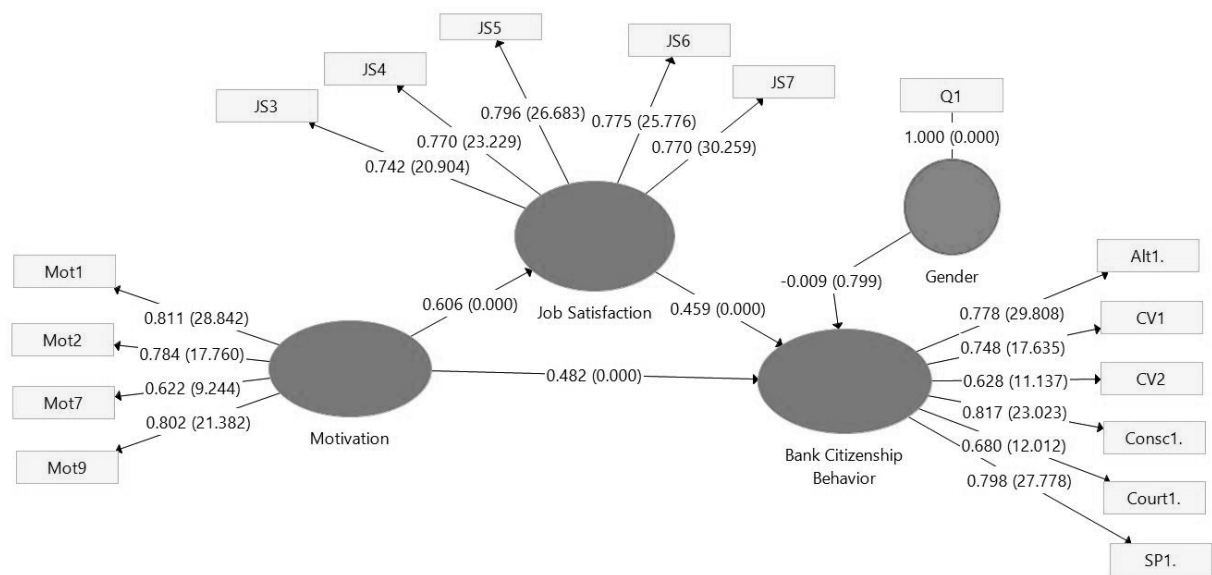 JS5
JS6
JS4
JS7
JS3
Q1
0.796 (26.683)
0.775 (25.776)
0.770 (23.229)
0.770 (30.259)
0.742 (20.904)
1.000 (0.000)
Job Satisfaction
Gender
Mot1
Mot2
Mot7
Mot9
0.811 (28.842)
0.784 (17.760)
0.622 (9.244)
0.802 (21.382)
Motivation
0.606 (0.000)
0.459 (0.000)
-0.009 (0.799)
0.482 (0.000)
Bank Citizenship
Behavior
0.778 (29.808)
0.748 (17.635)
0.628 (11.137)
0.817 (23.023)
0.680 (12.012)
0.798 (27.778)
Alt1.
CV1
CV2
Consc1.
Court1.
SP1.